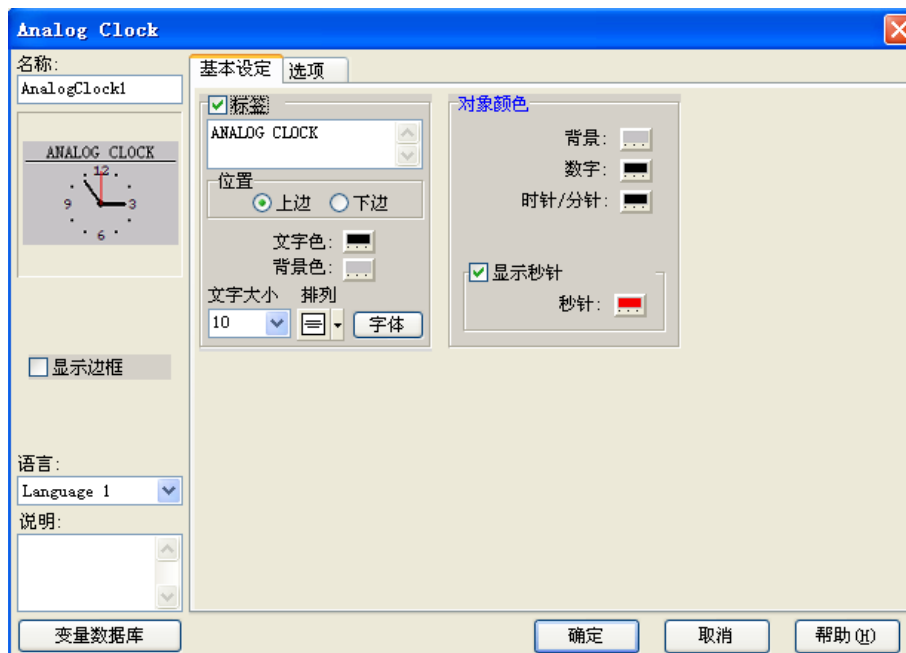 Analog Clock
名称:
AnalogClock1
ANALOG CLOCK
12
9 3
6
显示边框
语言:
Language 1
说明:
变量数据库
基本设定 选项
标签
ANALOG CLOCK
位置
上边 下边
文字色: ...
背景色: ...
文字大小 排列
10 字体
对象颜色
背景: ...
数字: ...
时针/分针: ...
显示秒针
秒针: ...
确定 取消 帮助(H)